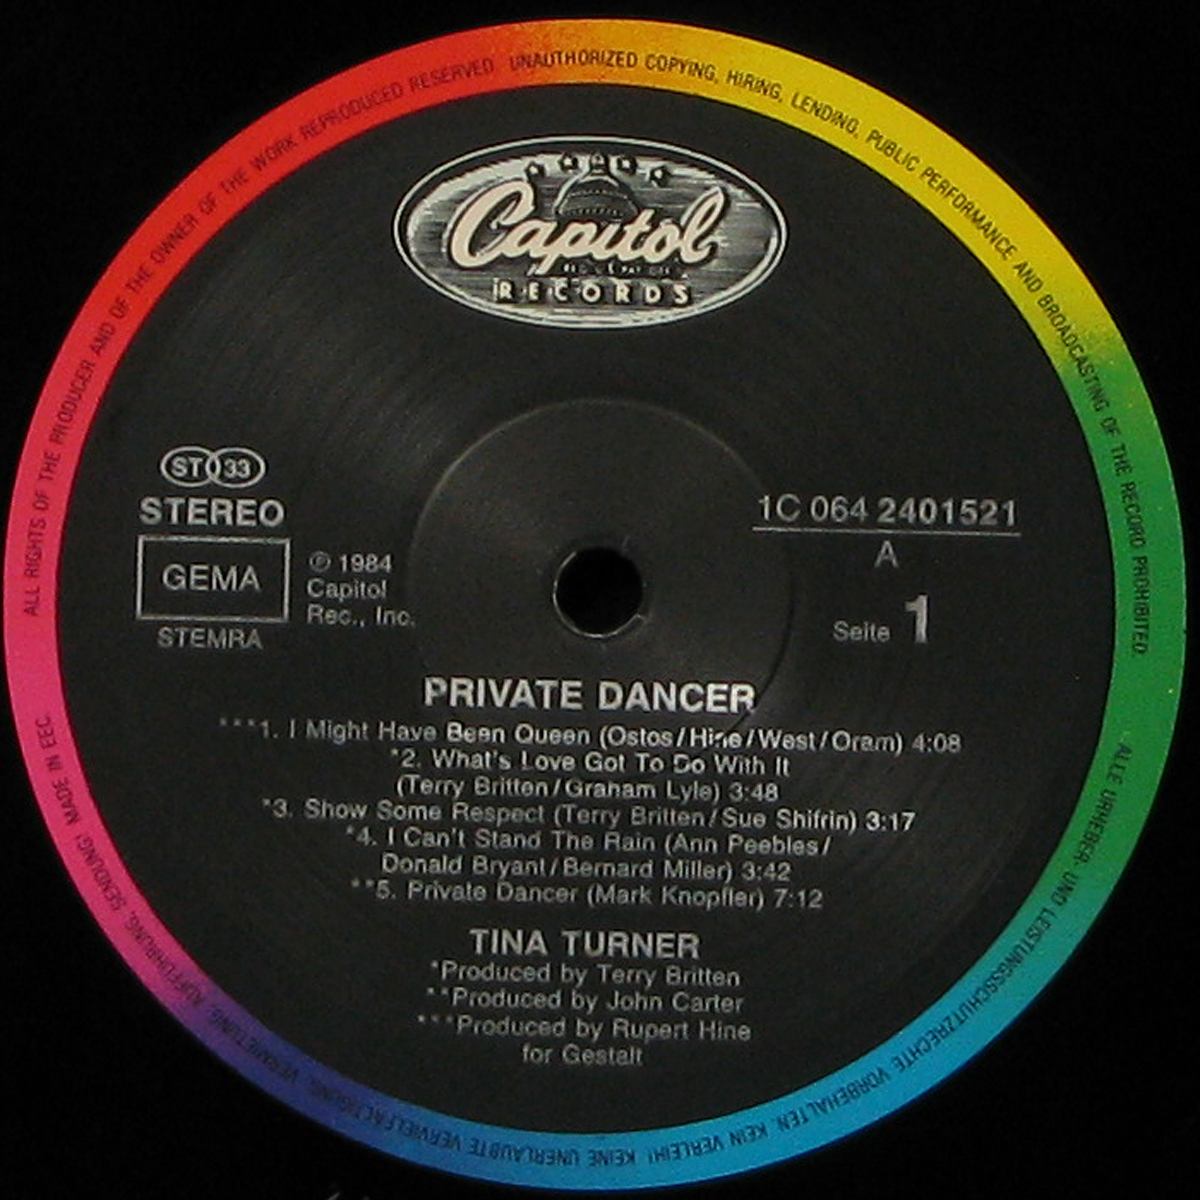 ALL RIGHTS OF THE PRODUCER AND OF THE OWNER OF THE WORK REPRODUCED RESERVED UNAUTHORIZED COPYING, HIRING, LENDING, PUBLIC PERFORMANCE AND BROADCASTING OF THE RECORD PROHIBITED
Capitol
RECORDS
ST 33
STEREO
GEMA
STEMRA
℗ 1984
Capitol
Rec., Inc.
1C 064 2401521
A
Seite 1
PRIVATE DANCER
***1. I Might Have Been Queen (Ostos/Hine/West/Oram) 4:08
*2. What's Love Got To Do With It
(Terry Britten/Graham Lyle) 3:48
*3. Show Some Respect (Terry Britten/Sue Shifrin) 3:17
*4. I Can't Stand The Rain (Ann Peebles/
Donald Bryant/Bernard Miller) 3:42
**5. Private Dancer (Mark Knopfler) 7:12
TINA TURNER
*Produced by Terry Britten
**Produced by John Carter
***Produced by Rupert Hine
for Gestalt
ALLE URHEBER- UND LEISTUNGSSCHUTZRECHTE VORBEHALTEN. KEIN VERLEIH! KEINE UNERLAUBTE VERVIELFÄLTIGUNG, VERMIETUNG, AUFFÜHRUNG, SENDUNG! MADE IN EEC